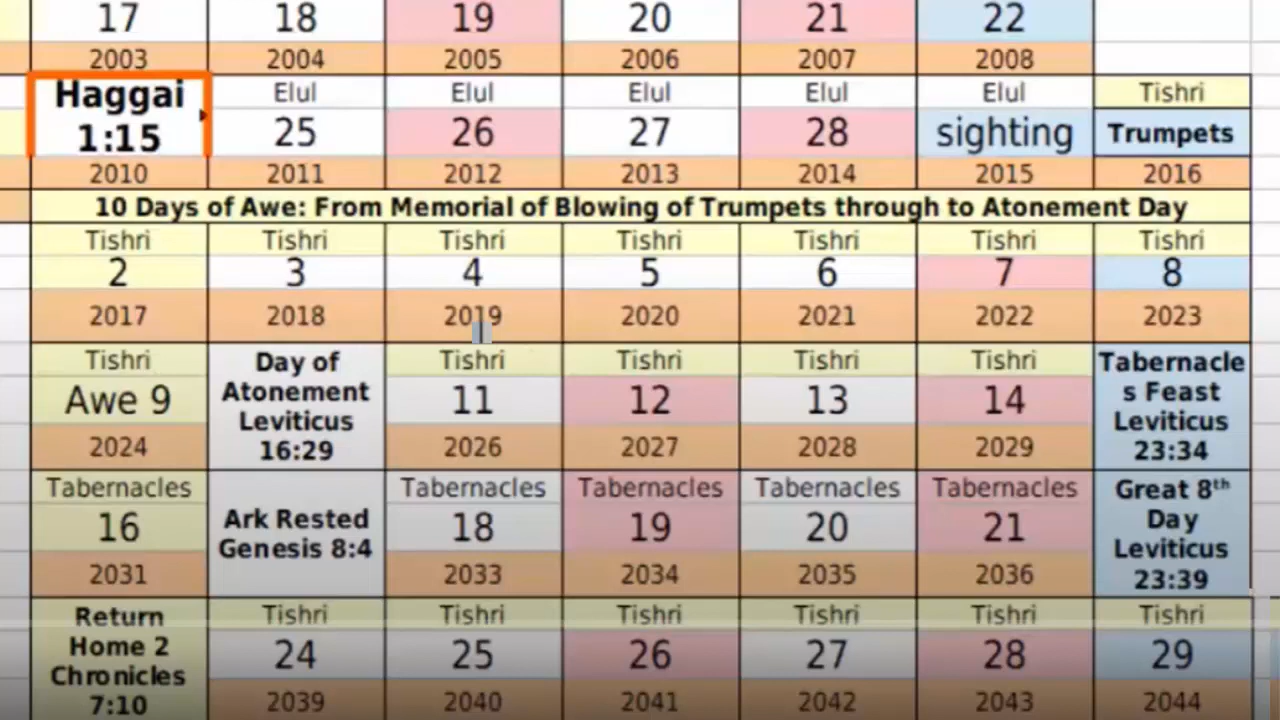 17 18 19 20 21 22
2003 2004 2005 2006 2007 2008
Haggai 1:15 Elul Elul Elul Elul Elul Tishri
25 26 27 28 sighting Trumpets
2010 2011 2012 2013 2014 2015 2016
10 Days of Awe: From Memorial of Blowing of Trumpets through to Atonement Day
Tishri Tishri Tishri Tishri Tishri Tishri Tishri
2 3 4 5 6 7 8
2017 2018 2019 2020 2021 2022 2023
Tishri Day of Atonement Leviticus 16:29 Tishri Tishri Tishri Tishri Tabernacle s Feast Leviticus 23:34
Awe 9 11 12 13 14
2024 2026 2027 2028 2029
Tabernacles Ark Rested Genesis 8:4 Tabernacles Tabernacles Tabernacles Tabernacles Great 8th Day Leviticus 23:39
16 18 19 20 21
2031 2033 2034 2035 2036
Return Home 2 Chronicles 7:10 Tishri Tishri Tishri Tishri Tishri Tishri
24 25 26 27 28 29
2039 2040 2041 2042 2043 2044